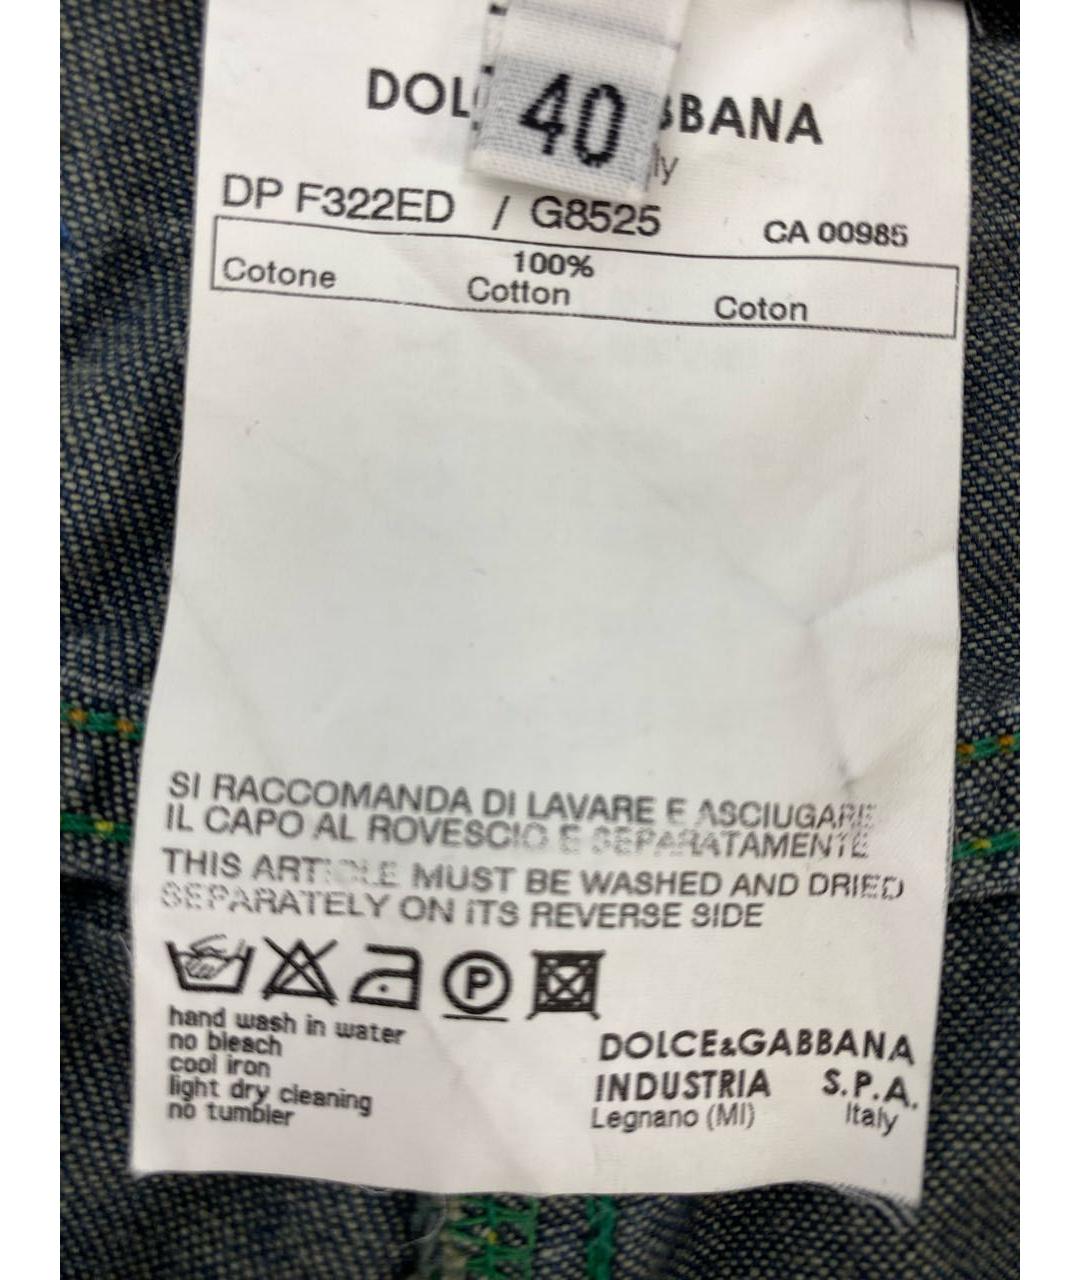 40
DOL BBANA
ly
DP F322ED / G8525 CA 00985
100%
Cotone Cotton Coton
SI RACCOMANDA DI LAVARE E ASCIUGARE
IL CAPO AL ROVESCIO E SEPARATAMENTE
THIS ARTICLE MUST BE WASHED AND DRIED
SEPARATELY ON ITS REVERSE SIDE
P
hand wash in water
no bleach
cool iron
light dry cleaning
no tumbler
DOLCE&GABBANA
INDUSTRIA S.P.A.
Legnano (MI) Italy